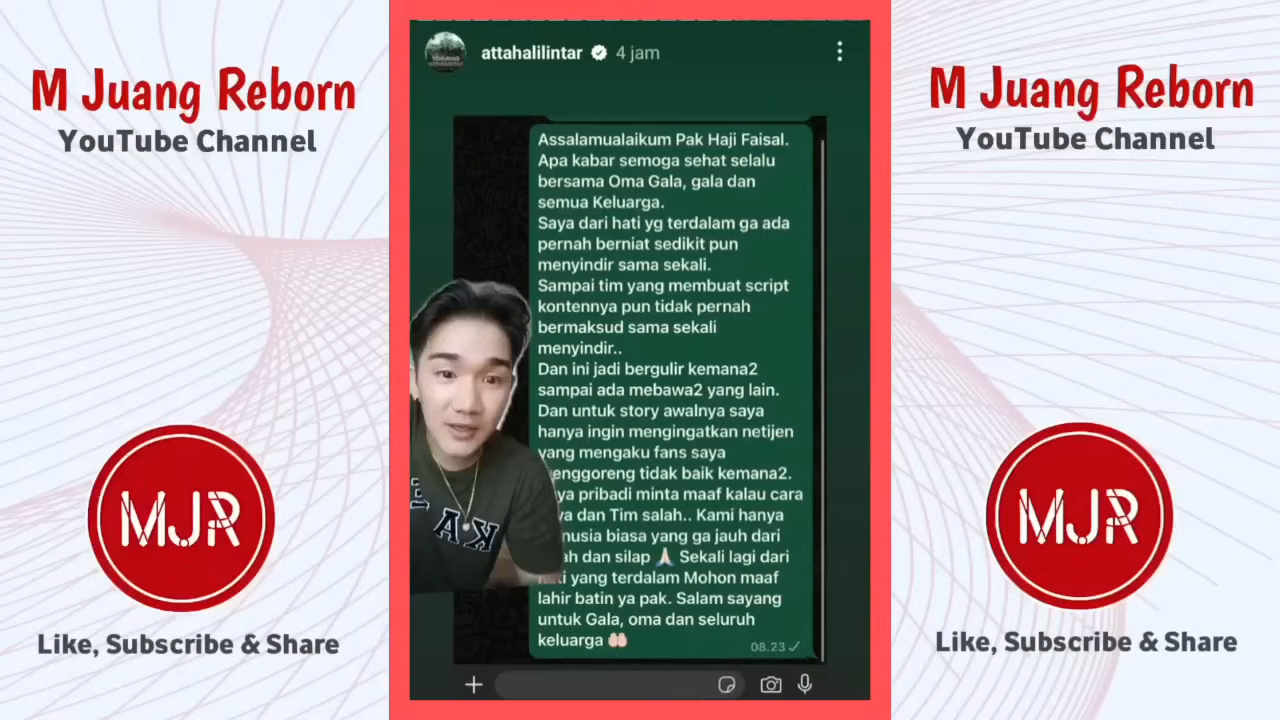 M Juang Reborn
YouTube Channel
MJR
Like, Subscribe & Share
attahalilintar 4 jam
Assalamualaikum Pak Haji Faisal.
Apa kabar semoga sehat selalu
bersama Oma Gala, gala dan
semua Keluarga.
Saya dari hati yg terdalam ga ada
pernah berniat sedikit pun
menyindir sama sekali.
Sampai tim yang membuat script
kontennya pun tidak pernah
bermaksud sama sekali
menyindir..
Dan ini jadi bergulir kemana2
sampai ada mebawa2 yang lain.
Dan untuk story awalnya saya
hanya ingin mengingatkan netijen
yang mengaku fans saya
enggoreng tidak baik kemana2.
ya pribadi minta maaf kalau cara
ya dan Tim salah.. Kami hanya
nusia biasa yang ga jauh dari
ah dan silap 🙏🏻 Sekali lagi dari
ti yang terdalam Mohon maaf
lahir batin ya pak. Salam sayang
untuk Gala, oma dan seluruh
keluarga 🤲🏻
08.23
M Juang Reborn
YouTube Channel
MJR
Like, Subscribe & Share